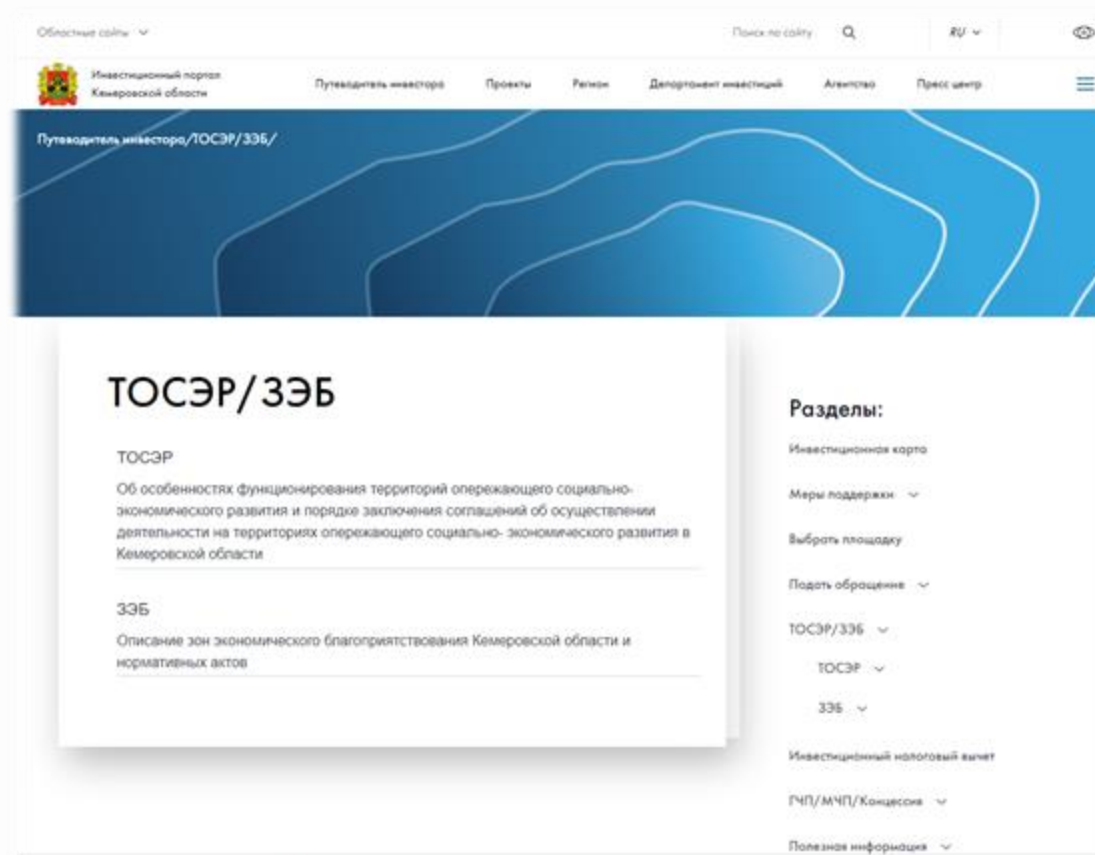 Областные сайты
Поиск по сайту
RU
Инвестиционный портал
Кемеровской области
Путеводитель инвестора
Проекты
Регион
Департамент инвестиций
Агентство
Пресс центр
Путеводитель инвестора/ТОСЭР/ЗЭБ/
ТОСЭР/ЗЭБ
ТОСЭР
Об особенностях функционирования территорий опережающего социально-
экономического развития и порядке заключения соглашений об осуществлении
деятельности на территориях опережающего социально- экономического развития в
Кемеровской области
ЗЭБ
Описание зон экономического благоприятствования Кемеровской области и
нормативных актов
Разделы:
Инвестиционная карта
Меры поддержки
Выбрать площадку
Подать обращение
ТОСЭР/ЗЭБ
ТОСЭР
ЗЭБ
Инвестиционный налоговый вычет
ГЧП/МЧП/Концессия
Полезная информация